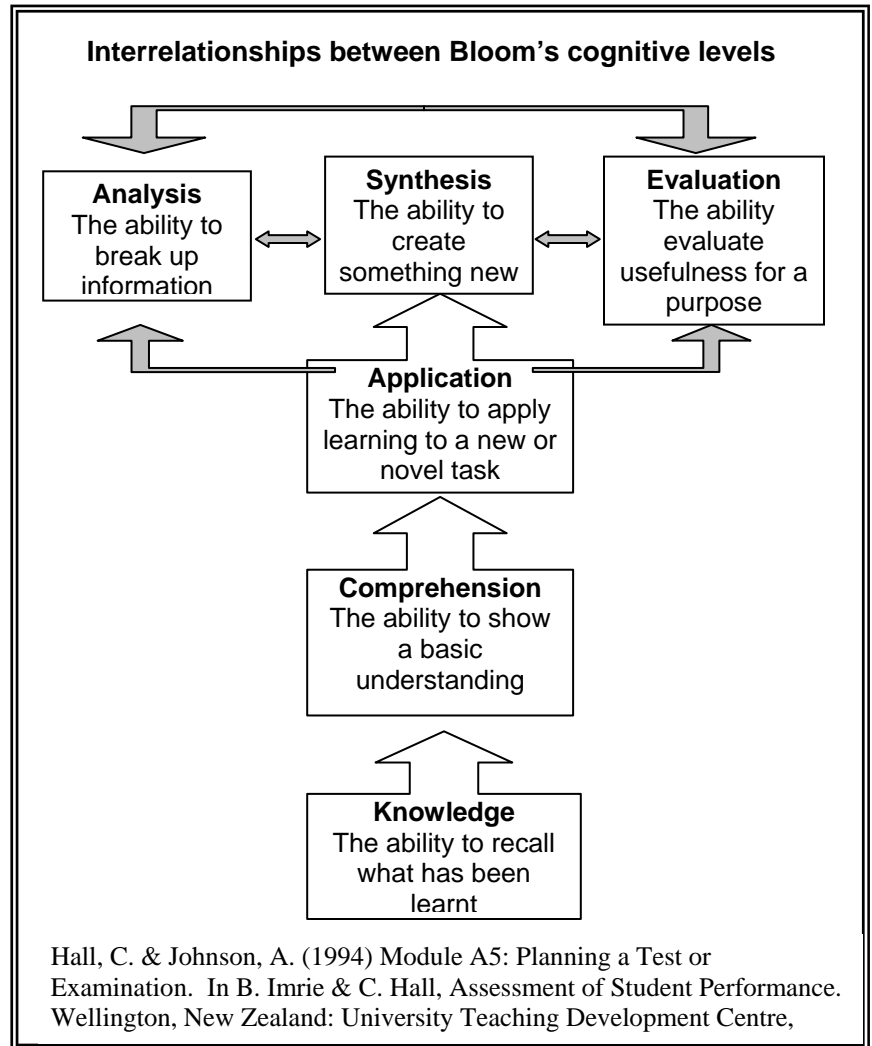 Interrelationships between Bloom’s cognitive levels
Analysis
The ability to
break up
information
Synthesis
The ability to
create
something new
Evaluation
The ability
evaluate
usefulness for a
purpose
Application
The ability to apply
learning to a new or
novel task
Comprehension
The ability to show
a basic
understanding
Knowledge
The ability to recall
what has been
learnt
Hall, C. & Johnson, A. (1994) Module A5: Planning a Test or
Examination.  In B. Imrie & C. Hall, Assessment of Student Performance.
Wellington, New Zealand: University Teaching Development Centre,